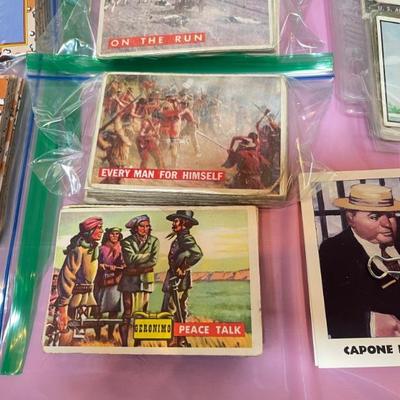 ON THE RUN
EVERY MAN FOR HIMSELF
GERONIMO
PEACE TALK
CAPONE